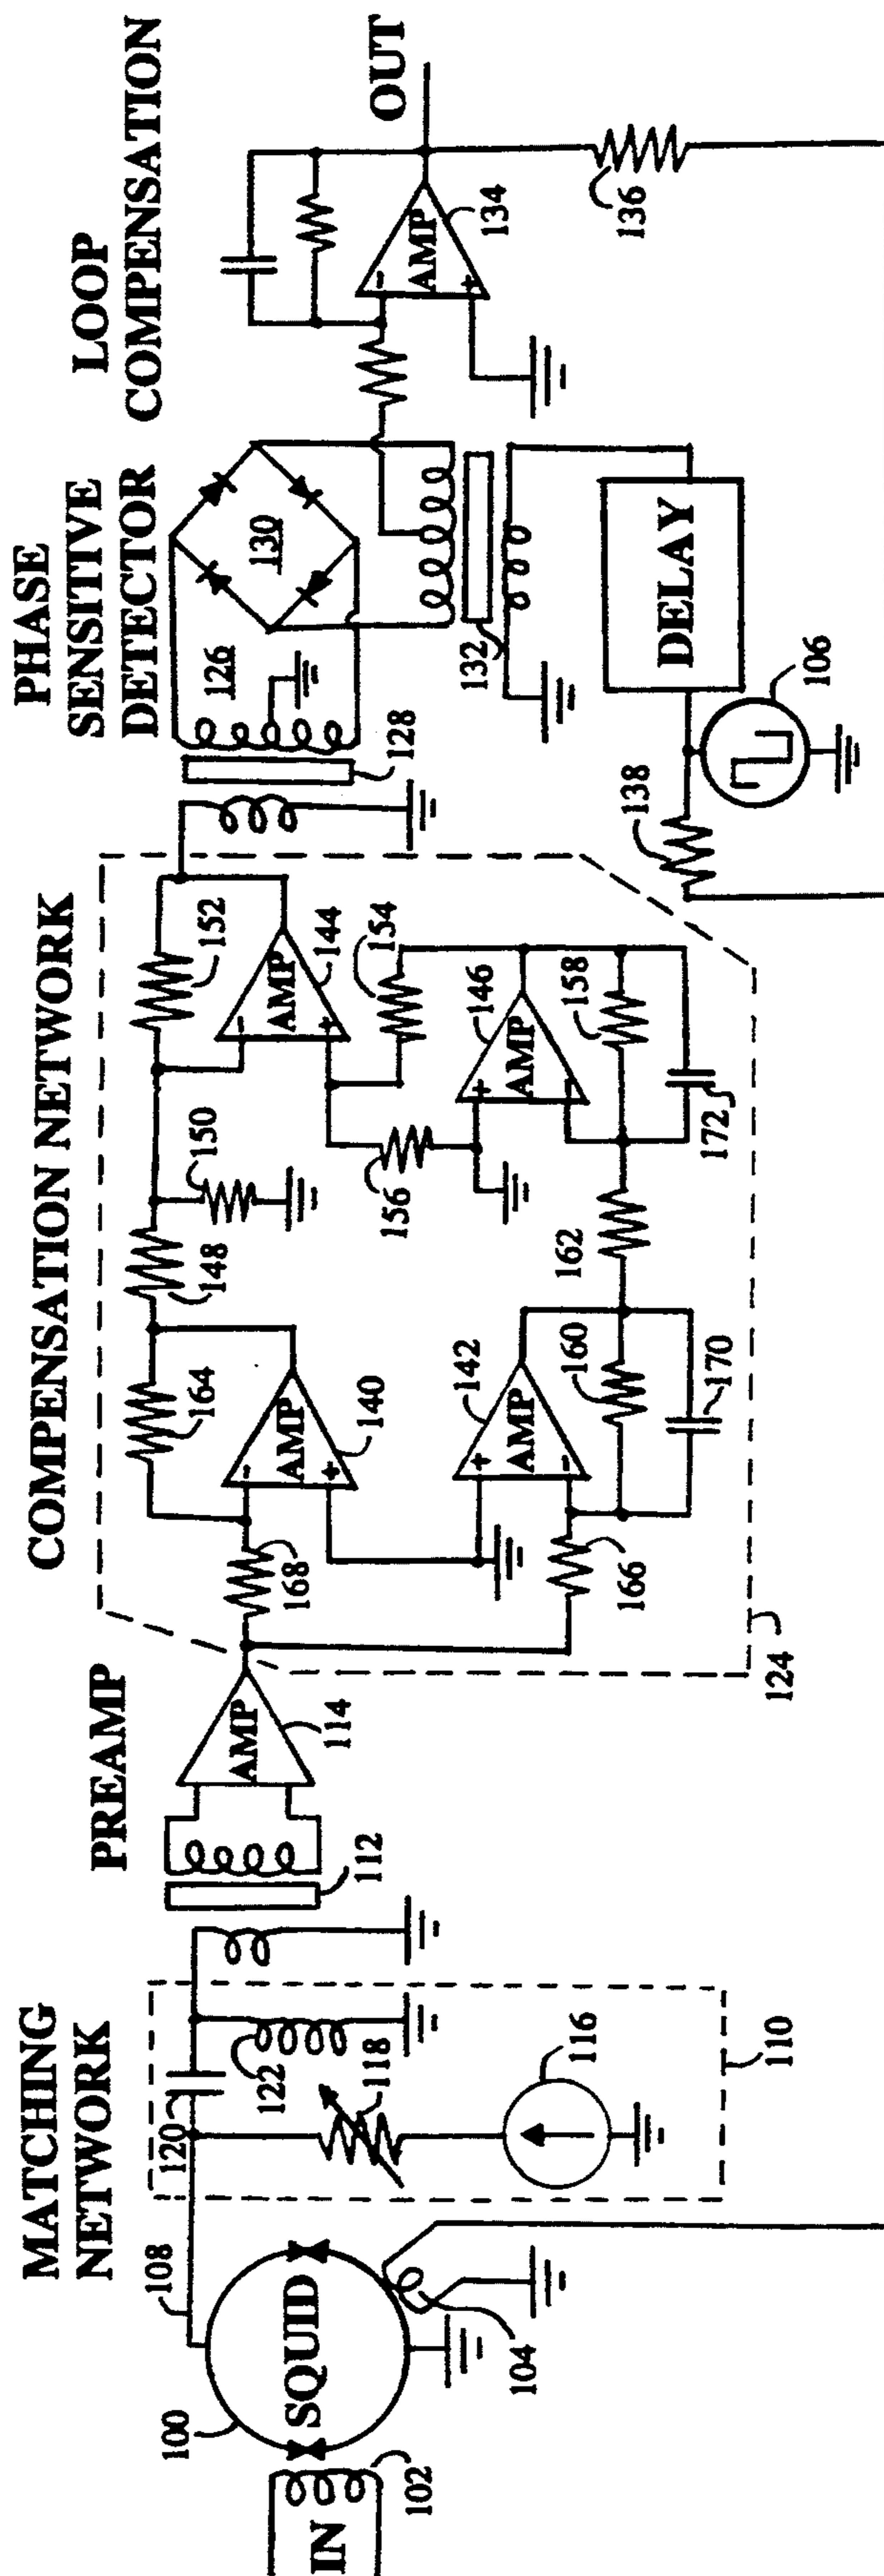 MATCHING
NETWORK
PREAMP
COMPENSATION NETWORK
PHASE
SENSITIVE
DETECTOR
LOOP
COMPENSATION
IN
102
100
SQUID
104
108
120
122
118
116
110
112
AMP
114
168
164
AMP
-
+
140
166
AMP
+
-
142
160
170
148
150
162
156
152
AMP
-
+
144
154
AMP
+
-
146
158
172
124
128
126
130
132
138
106
DELAY
AMP
-
+
134
136
OUT